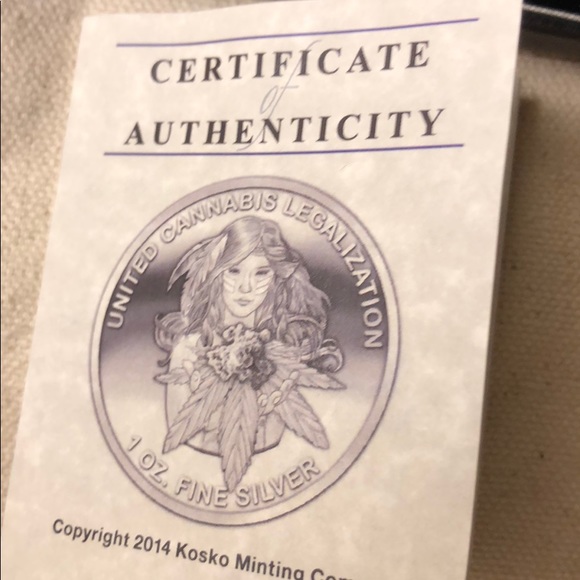 CERTIFICATE
of
AUTHENTICITY
UNITED CANNABIS LEGALIZATION
1 OZ. FINE SILVER
Copyright 2014 Kosko Minting